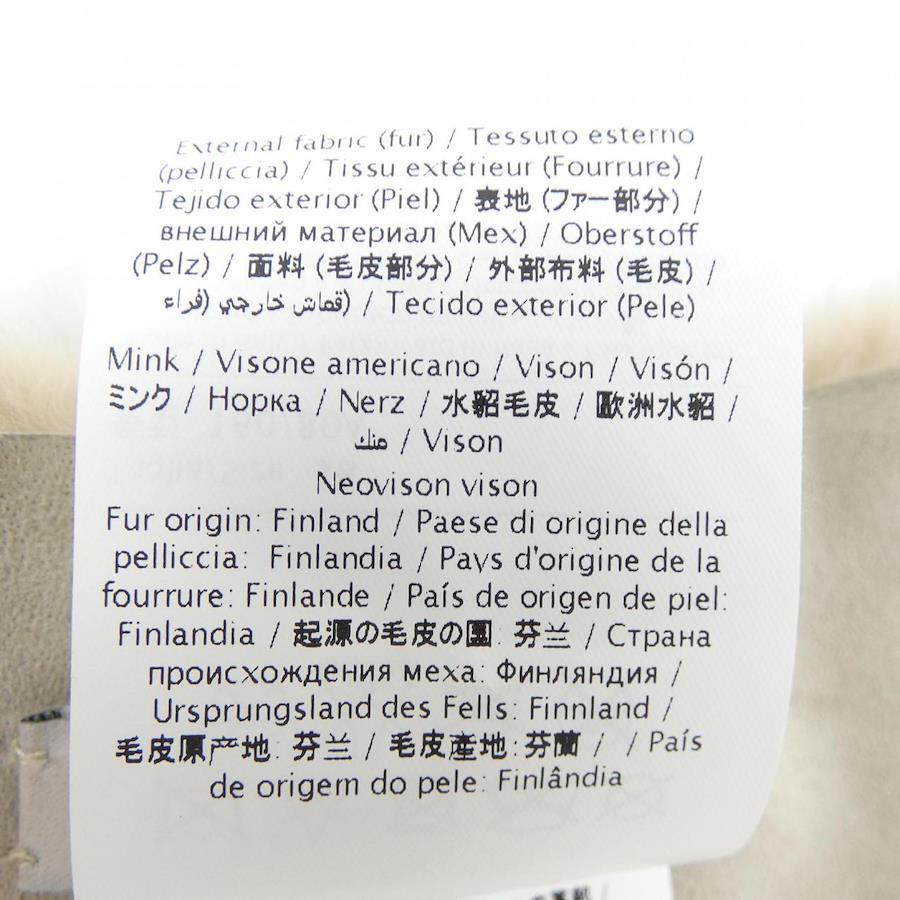 External fabric (fur) / Tessuto esterno
(pelliccia) / Tissu extérieur (Fourrure) /
Tejido exterior (Piel) / 表地 (ファー部分) /
внешний материал (Мех) / Oberstoff
(Pelz) / 面料 (毛皮部分) / 外部布料 (毛皮) /
قماش خارجي (فراء) / Tecido exterior (Pele)
Mink / Visone americano / Vison / Visón /
ミンク / Норка / Nerz / 水貂毛皮 / 歐洲水貂 /
منك / Vison
Neovison vison
Fur origin: Finland / Paese di origine della
pelliccia: Finlandia / Pays d'origine de la
fourrure: Finlande / País de origen de piel:
Finlandia / 起源の毛皮の國: 芬兰 / Страна
происхождения меха: Финляндия /
Ursprungsland des Fells: Finnland /
毛皮原产地: 芬兰 / 毛皮產地: 芬蘭 / / País
de origem do pele: Finlândia